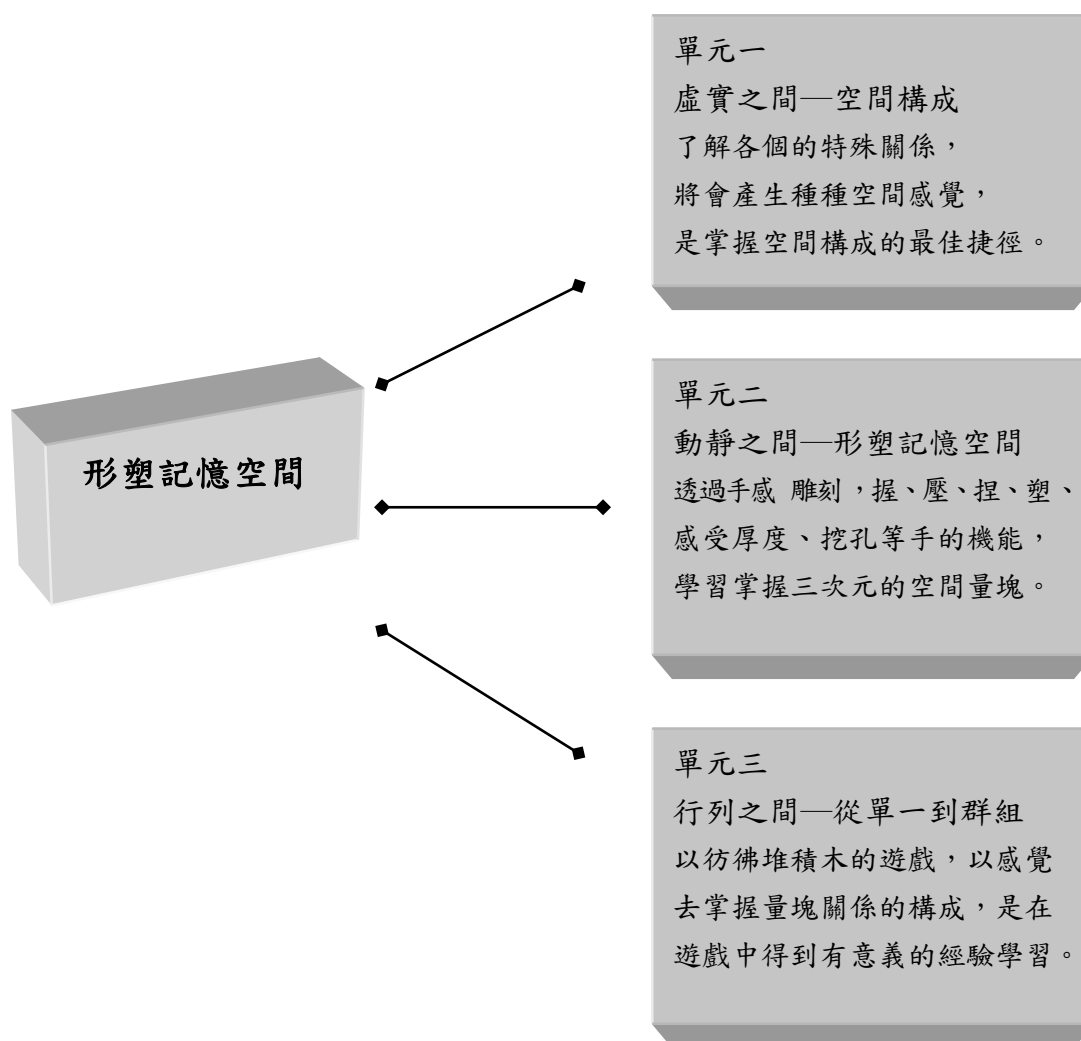 形塑記憶空間
單元一
虛實之間—空間構成
了解各個的特殊關係，
將會產生種種空間感覺，
是掌握空間構成的最佳捷徑。
單元二
動靜之間—形塑記憶空間
透過手感 雕刻，握、壓、捏、塑、
感受厚度、挖孔等手的機能，
學習掌握三次元的空間量塊。
單元三
行列之間—從單一到群組
以彷彿堆積木的遊戲，以感覺
去掌握量塊關係的構成，是在
遊戲中得到有意義的經驗學習。